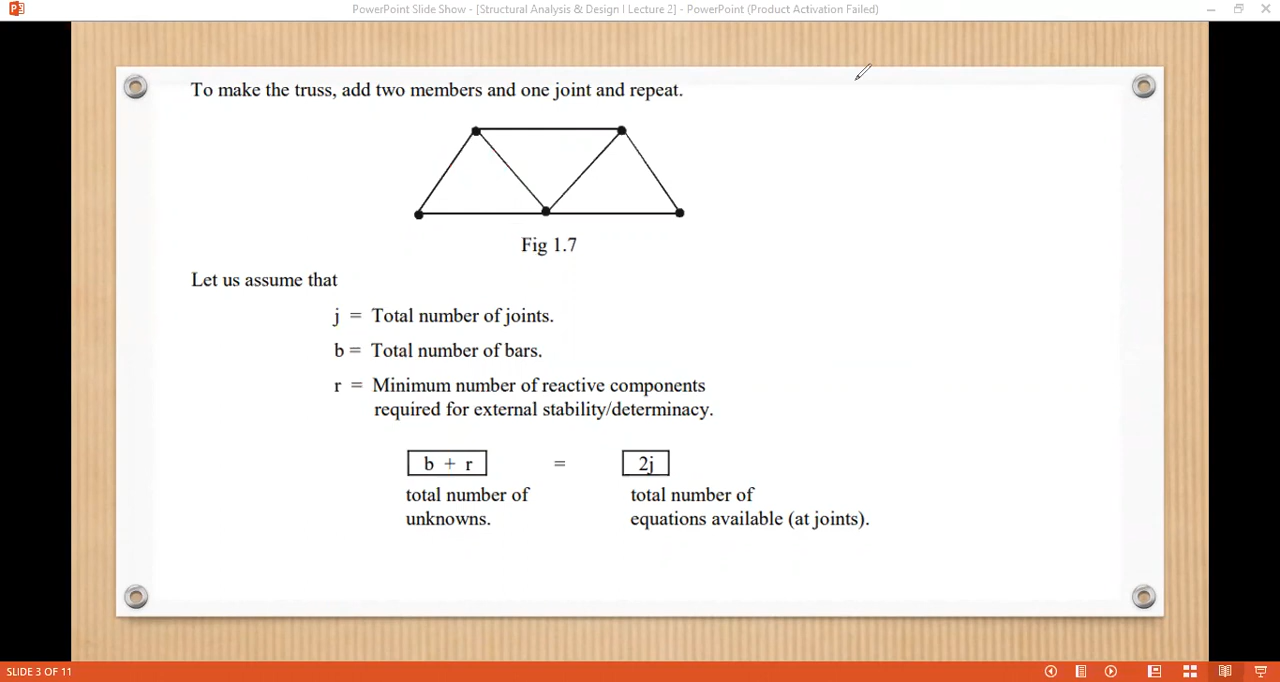 PowerPoint Slide Show - [Structural Analysis & Design I Lecture 2] - PowerPoint (Product Activation Failed)
To make the truss, add two members and one joint and repeat.
Fig 1.7
Let us assume that
j = Total number of joints.
b = Total number of bars.
r = Minimum number of reactive components
required for external stability/determinacy.
b + r = 2j
total number of total number of
unknowns. equations available (at joints).
SLIDE 3 OF 11